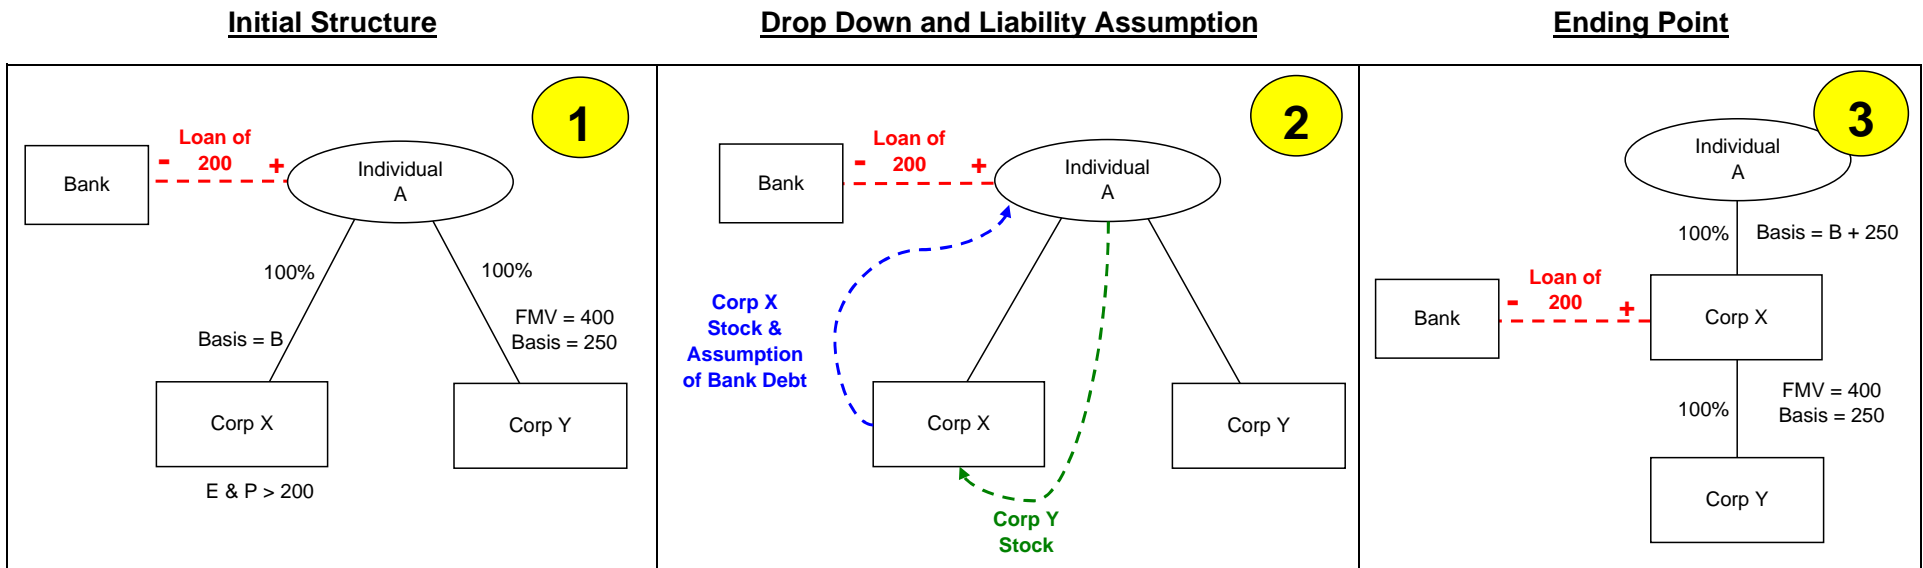 Initial Structure
Drop Down and Liability Assumption
Ending Point
1
Loan of
200
-
+
Bank
Individual
A
100%
100%
Basis = B
FMV = 400
Basis = 250
Corp X
Corp Y
E & P > 200
2
Loan of
200
-
+
Bank
Individual
A
Corp X
Stock &
Assumption
of Bank Debt
Corp X
Corp Y
Corp Y
Stock
3
Individual
A
100%
Basis = B + 250
Loan of
200
-
+
Bank
Corp X
100%
FMV = 400
Basis = 250
Corp Y